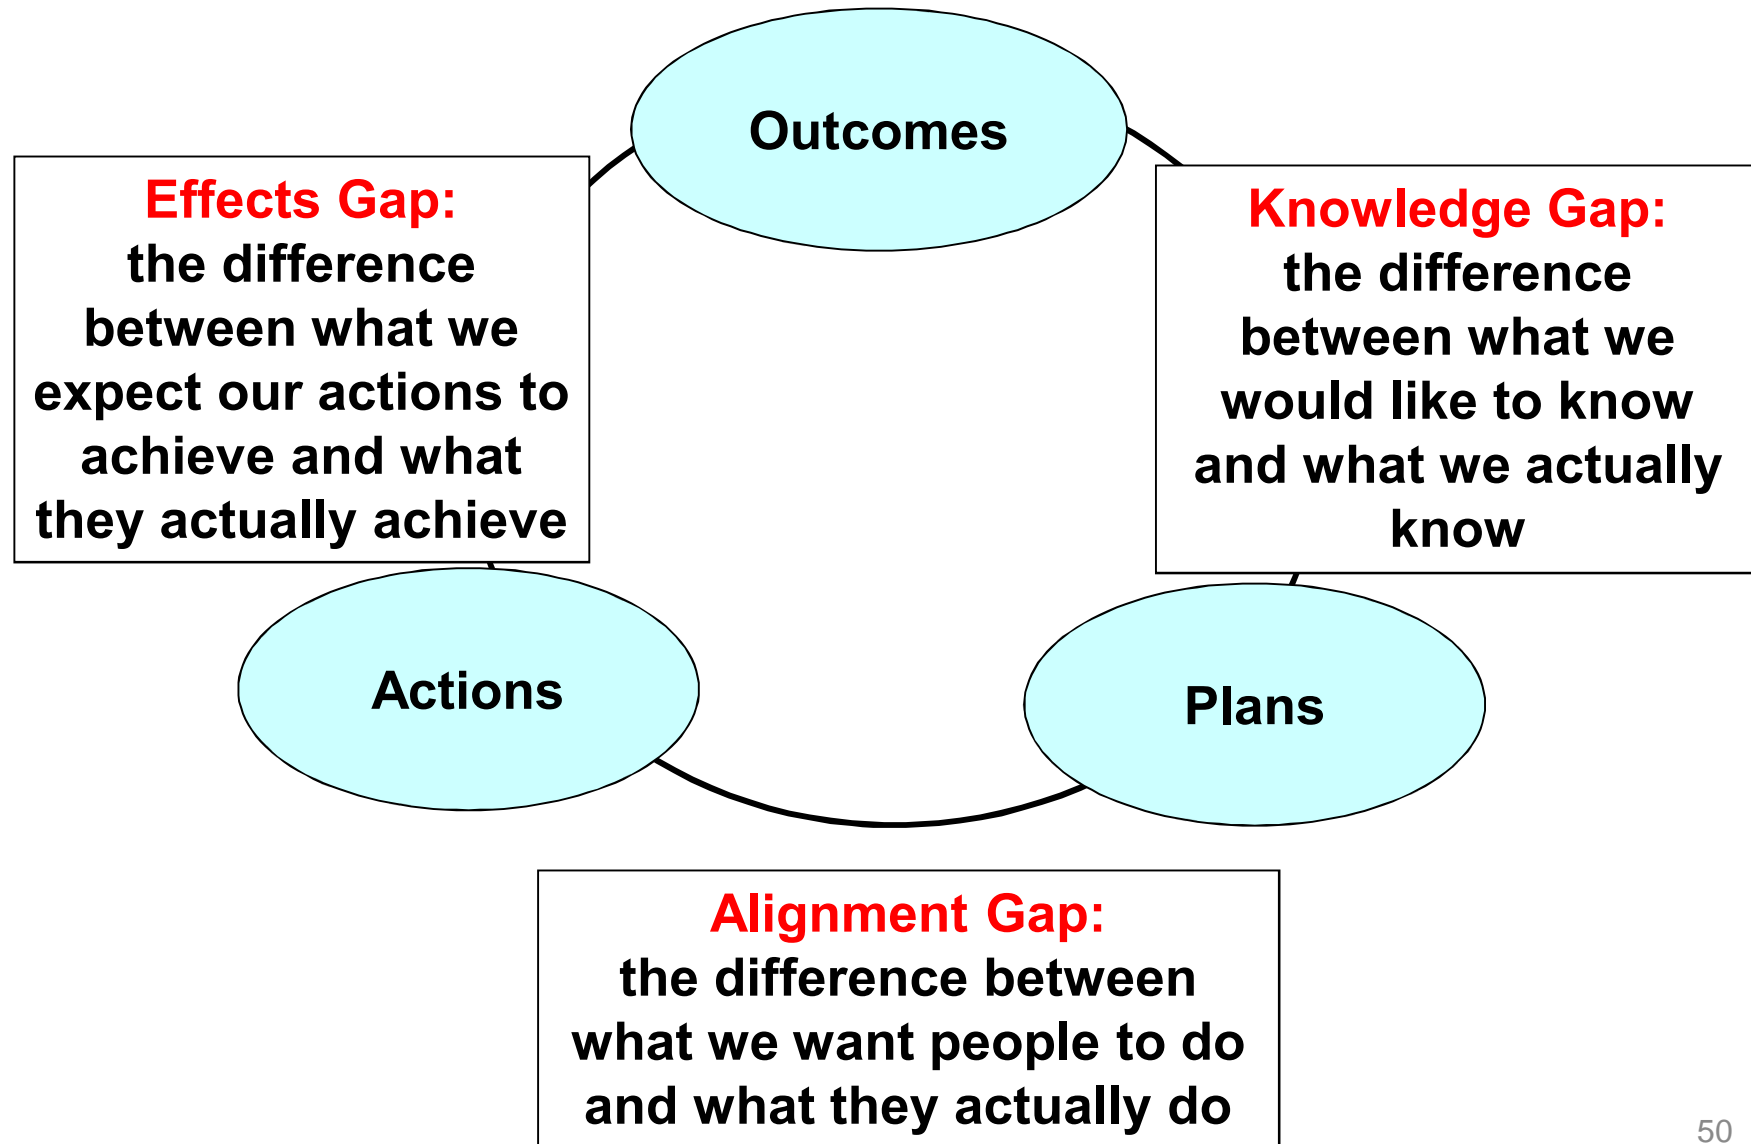 Outcomes
Effects Gap:
the difference
between what we
expect our actions to
achieve and what
they actually achieve
Knowledge Gap:
the difference
between what we
would like to know
and what we actually
know
Actions
Plans
Alignment Gap:
the difference between
what we want people to do
and what they actually do
50